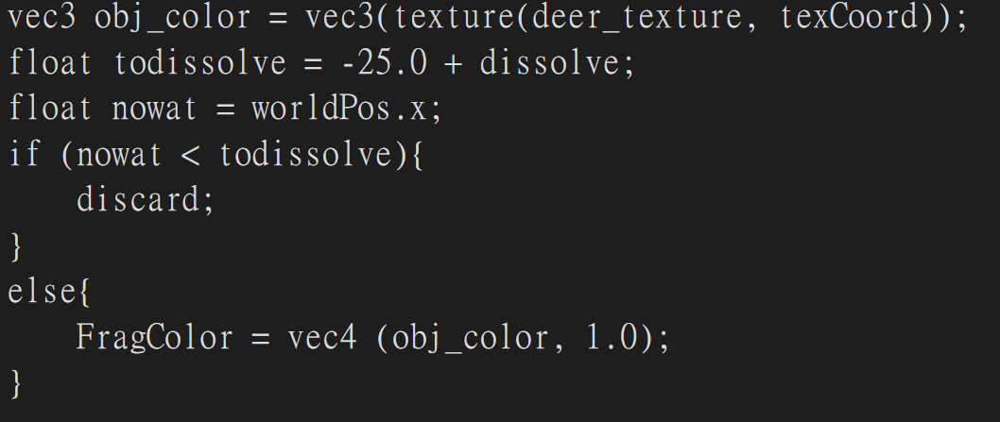 vec3 obj_color = vec3(texture(deer_texture, texCoord));
float todissolve = -25.0 + dissolve;
float nowat = worldPos.x;
if (nowat < todissolve){
    discard;
}
else{
    FragColor = vec4 (obj_color, 1.0);
}